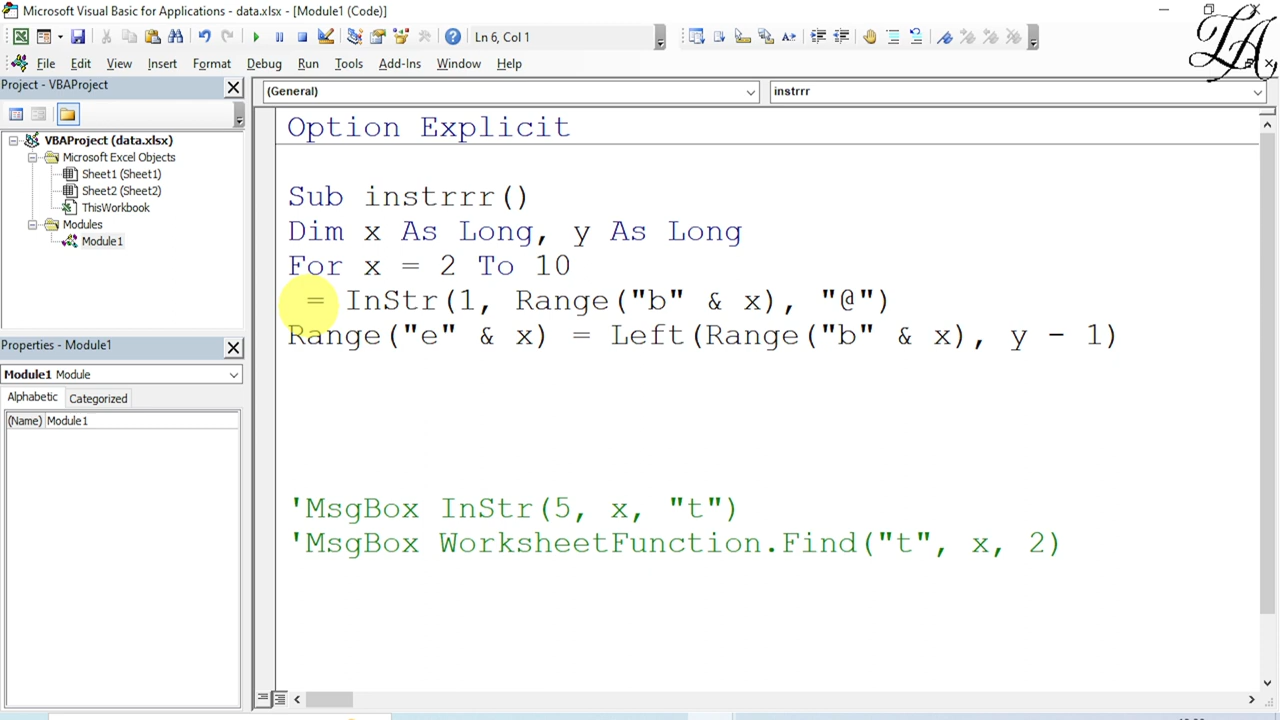 Microsoft Visual Basic for Applications - data.xlsx - [Module1 (Code)]
Ln 6, Col 1
File Edit View Insert Format Debug Run Tools Add-Ins Window Help
LA
Project - VBAProject
(General)
instrrr
VBAProject (data.xlsx)
Microsoft Excel Objects
Sheet1 (Sheet1)
Sheet2 (Sheet2)
ThisWorkbook
Modules
Module1
Properties - Module1
Module1 Module
Alphabetic Categorized
(Name) Module1
Option Explicit
Sub instrrr()
Dim x As Long, y As Long
For x = 2 To 10
= InStr(1, Range("b" & x), "@")
Range("e" & x) = Left(Range("b" & x), y - 1)
'MsgBox InStr(5, x, "t")
'MsgBox WorksheetFunction.Find("t", x, 2)